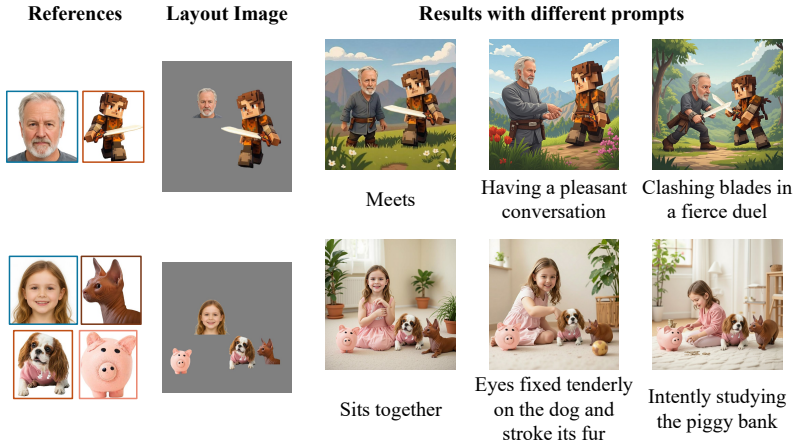 References
Layout Image
Results with different prompts
Meets
Having a pleasant
conversation
Clashing blades in
a fierce duel
Sits together
Eyes fixed tenderly
on the dog and
stroke its fur
Intently studying
the piggy bank